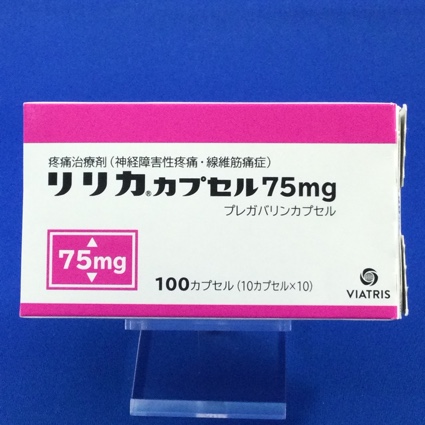 疼痛治療剤（神経障害性疼痛・線維筋痛症）
リリカ®カプセル75mg
プレガバリンカプセル
75mg
100カプセル（10カプセル×10）
VIATRIS